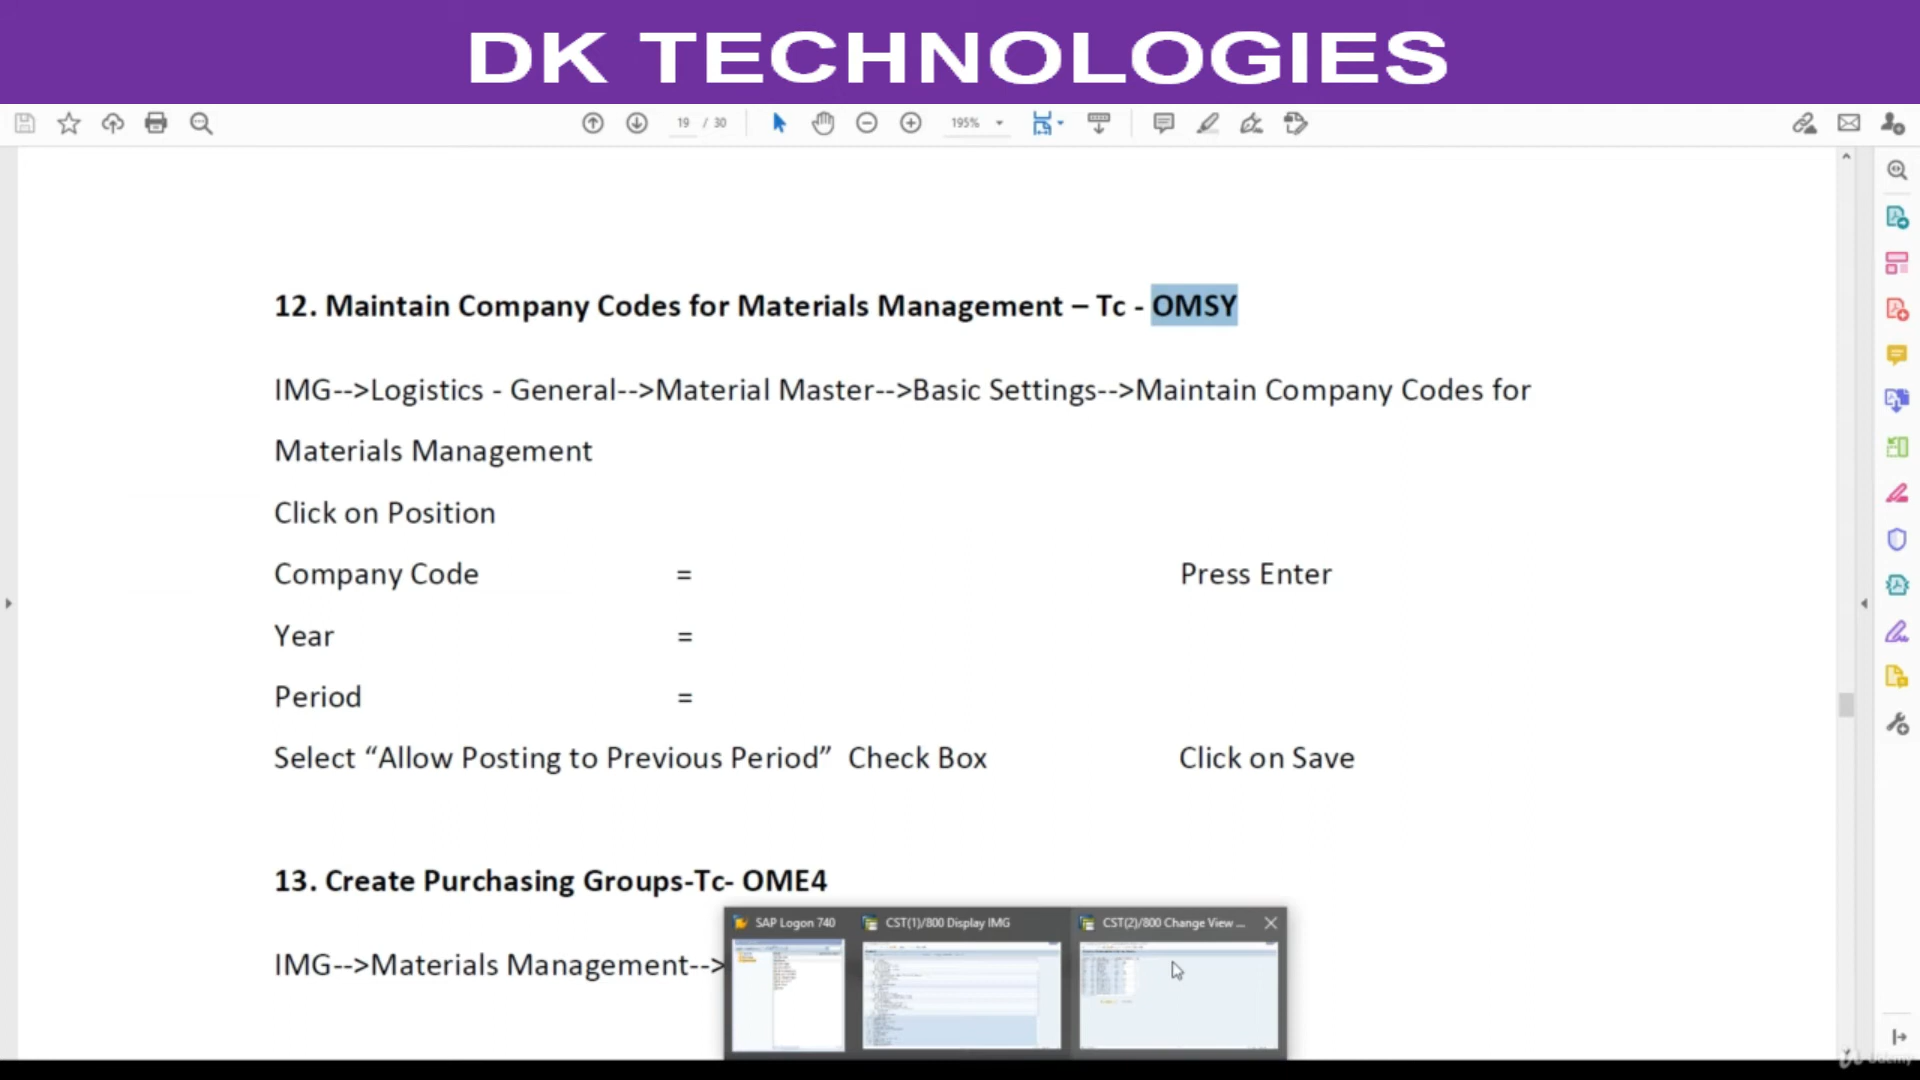 DK TECHNOLOGIES
19 / 30
195%
12. Maintain Company Codes for Materials Management – Tc - OMSY
IMG-->Logistics - General-->Material Master-->Basic Settings-->Maintain Company Codes for
Materials Management
Click on Position
Company Code = Press Enter
Year =
Period =
Select “Allow Posting to Previous Period” Check Box Click on Save
13. Create Purchasing Groups-Tc- OME4
SAP Logon 740 CST(1)/800 Display IMG CST(2)/800 Change View ...
IMG-->Materials Management-->
Udemy